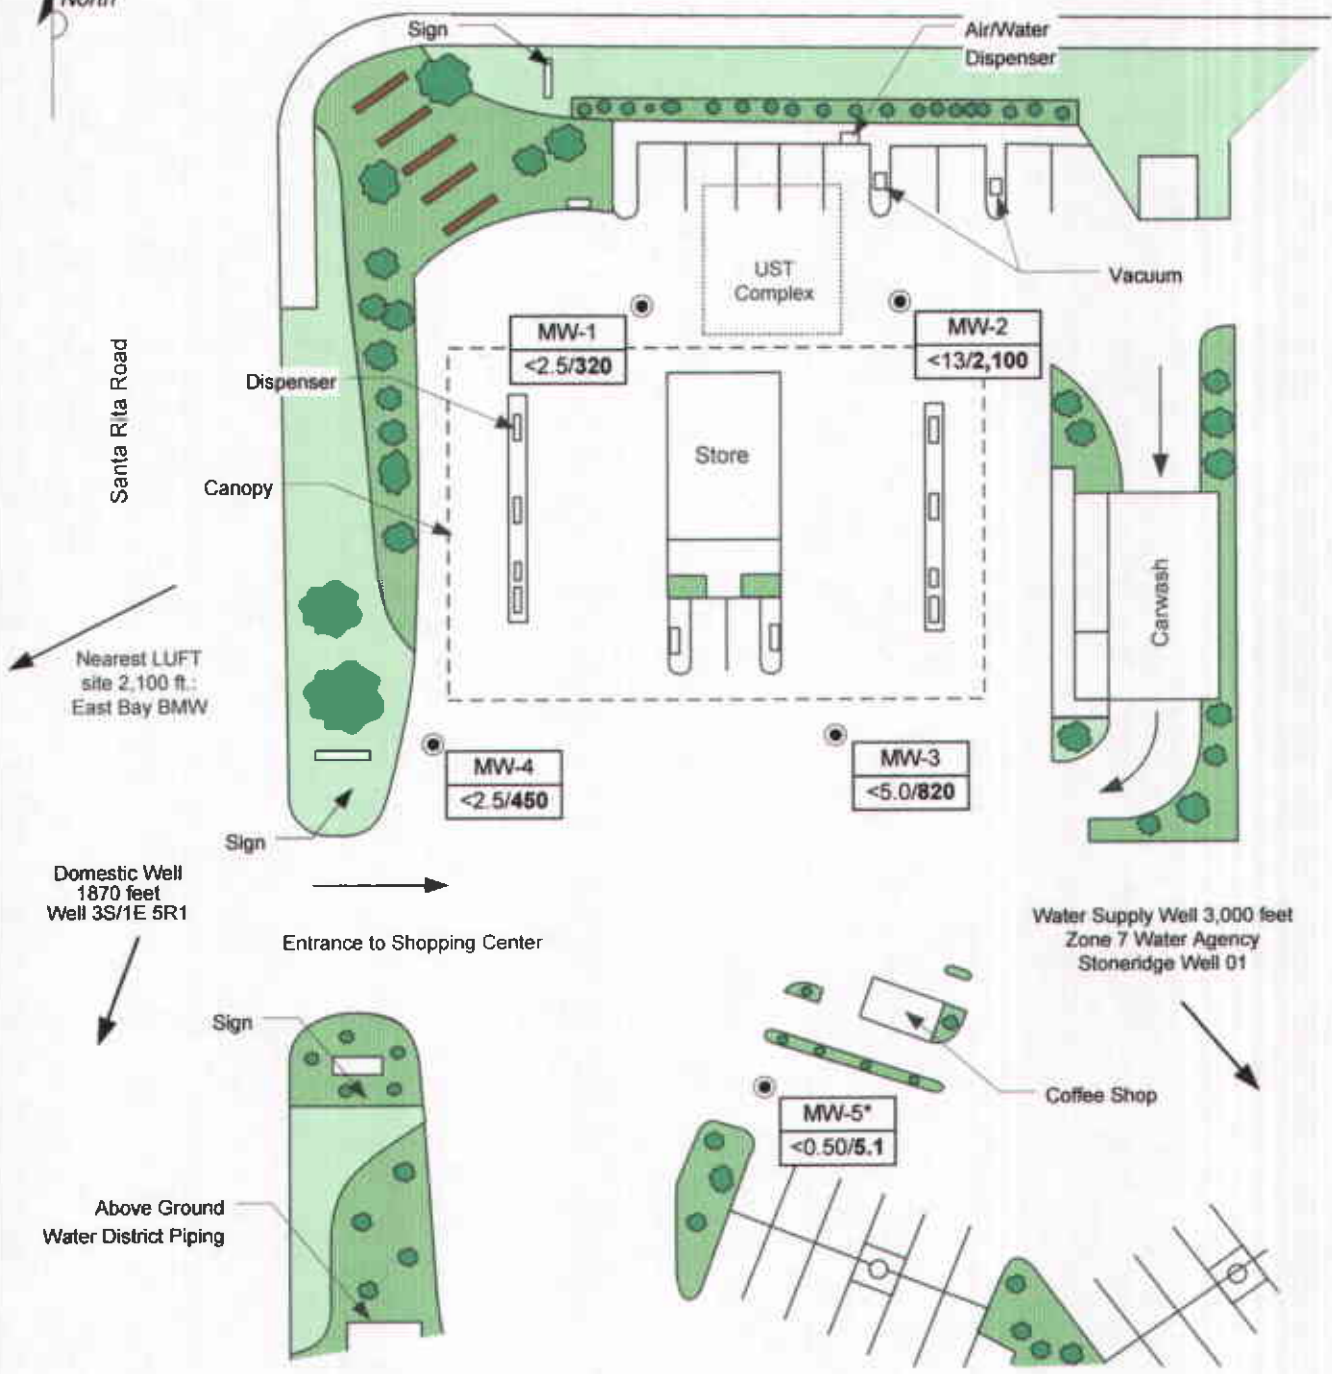 North
Sign
Air/Water
Dispenser
UST
Complex
Vacuum
MW-1
<2.5/320
MW-2
<13/2,100
Santa Rita Road
Dispenser
Store
Canopy
Carwash
Nearest LUFT
site 2,100 ft.:
East Bay BMW
MW-4
<2.5/450
MW-3
<5.0/820
Sign
Domestic Well
1870 feet
Well 3S/1E 5R1
Entrance to Shopping Center
Water Supply Well 3,000 feet
Zone 7 Water Agency
Stoneridge Well 01
Sign
Coffee Shop
MW-5*
<0.50/5.1
Above Ground
Water District Piping